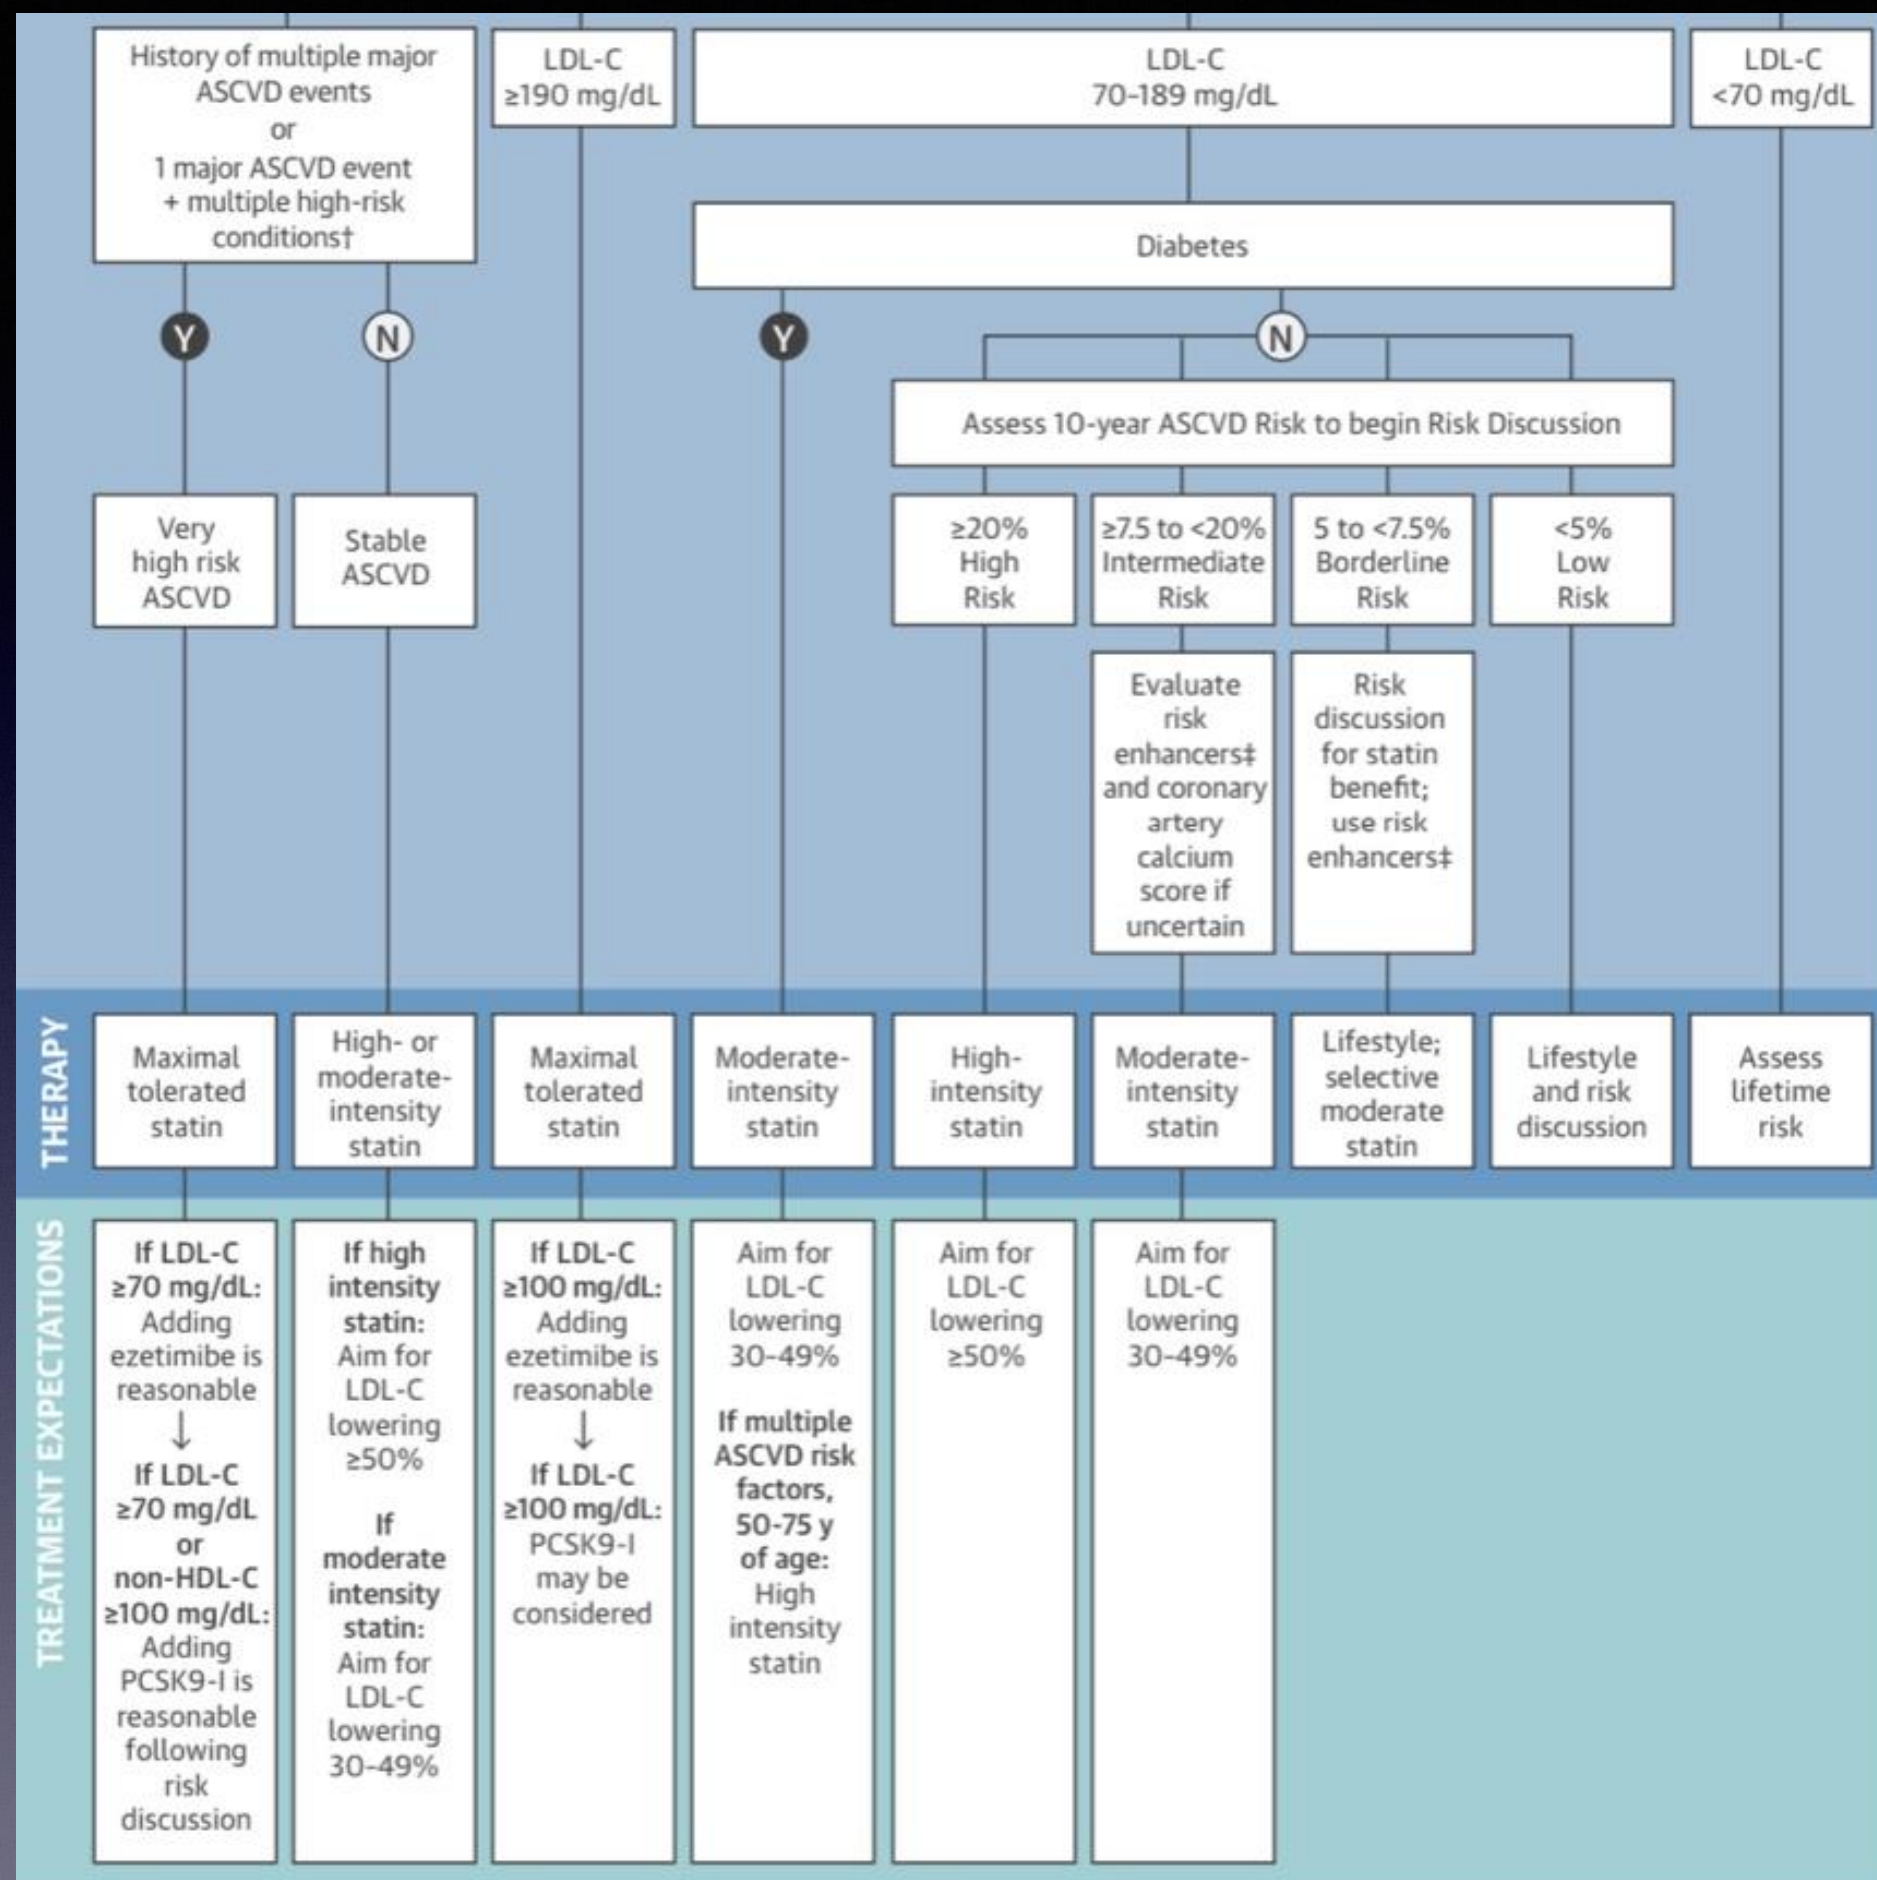 History of multiple major
ASCVD events
or
1 major ASCVD event
+ multiple high-risk
conditions†
LDL-C
≥190 mg/dL
LDL-C
70-189 mg/dL
LDL-C
<70 mg/dL
Diabetes
Y
N
Y
N
Assess 10-year ASCVD Risk to begin Risk Discussion
Very
high risk
ASCVD
Stable
ASCVD
≥20%
High
Risk
≥7.5 to <20%
Intermediate
Risk
5 to <7.5%
Borderline
Risk
<5%
Low
Risk
Evaluate
risk
enhancers‡
and coronary
artery
calcium
score if
uncertain
Risk
discussion
for statin
benefit;
use risk
enhancers‡
THERAPY
Maximal
tolerated
statin
High- or
moderate-
intensity
statin
Maximal
tolerated
statin
Moderate-
intensity
statin
High-
intensity
statin
Moderate-
intensity
statin
Lifestyle;
selective
moderate
statin
Lifestyle
and risk
discussion
Assess
lifetime
risk
TREATMENT EXPECTATIONS
If LDL-C
≥70 mg/dL:
Adding
ezetimibe is
reasonable
↓
If LDL-C
≥70 mg/dL
or
non-HDL-C
≥100 mg/dL:
Adding
PCSK9-I is
reasonable
following
risk
discussion
If high
intensity
statin:
Aim for
LDL-C
lowering
≥50%
If
moderate
intensity
statin:
Aim for
LDL-C
lowering
30-49%
If LDL-C
≥100 mg/dL:
Adding
ezetimibe is
reasonable
↓
If LDL-C
≥100 mg/dL:
PCSK9-I
may be
considered
Aim for
LDL-C
lowering
30-49%
If multiple
ASCVD risk
factors,
50-75 y
of age:
High
intensity
statin
Aim for
LDL-C
lowering
≥50%
Aim for
LDL-C
lowering
30-49%